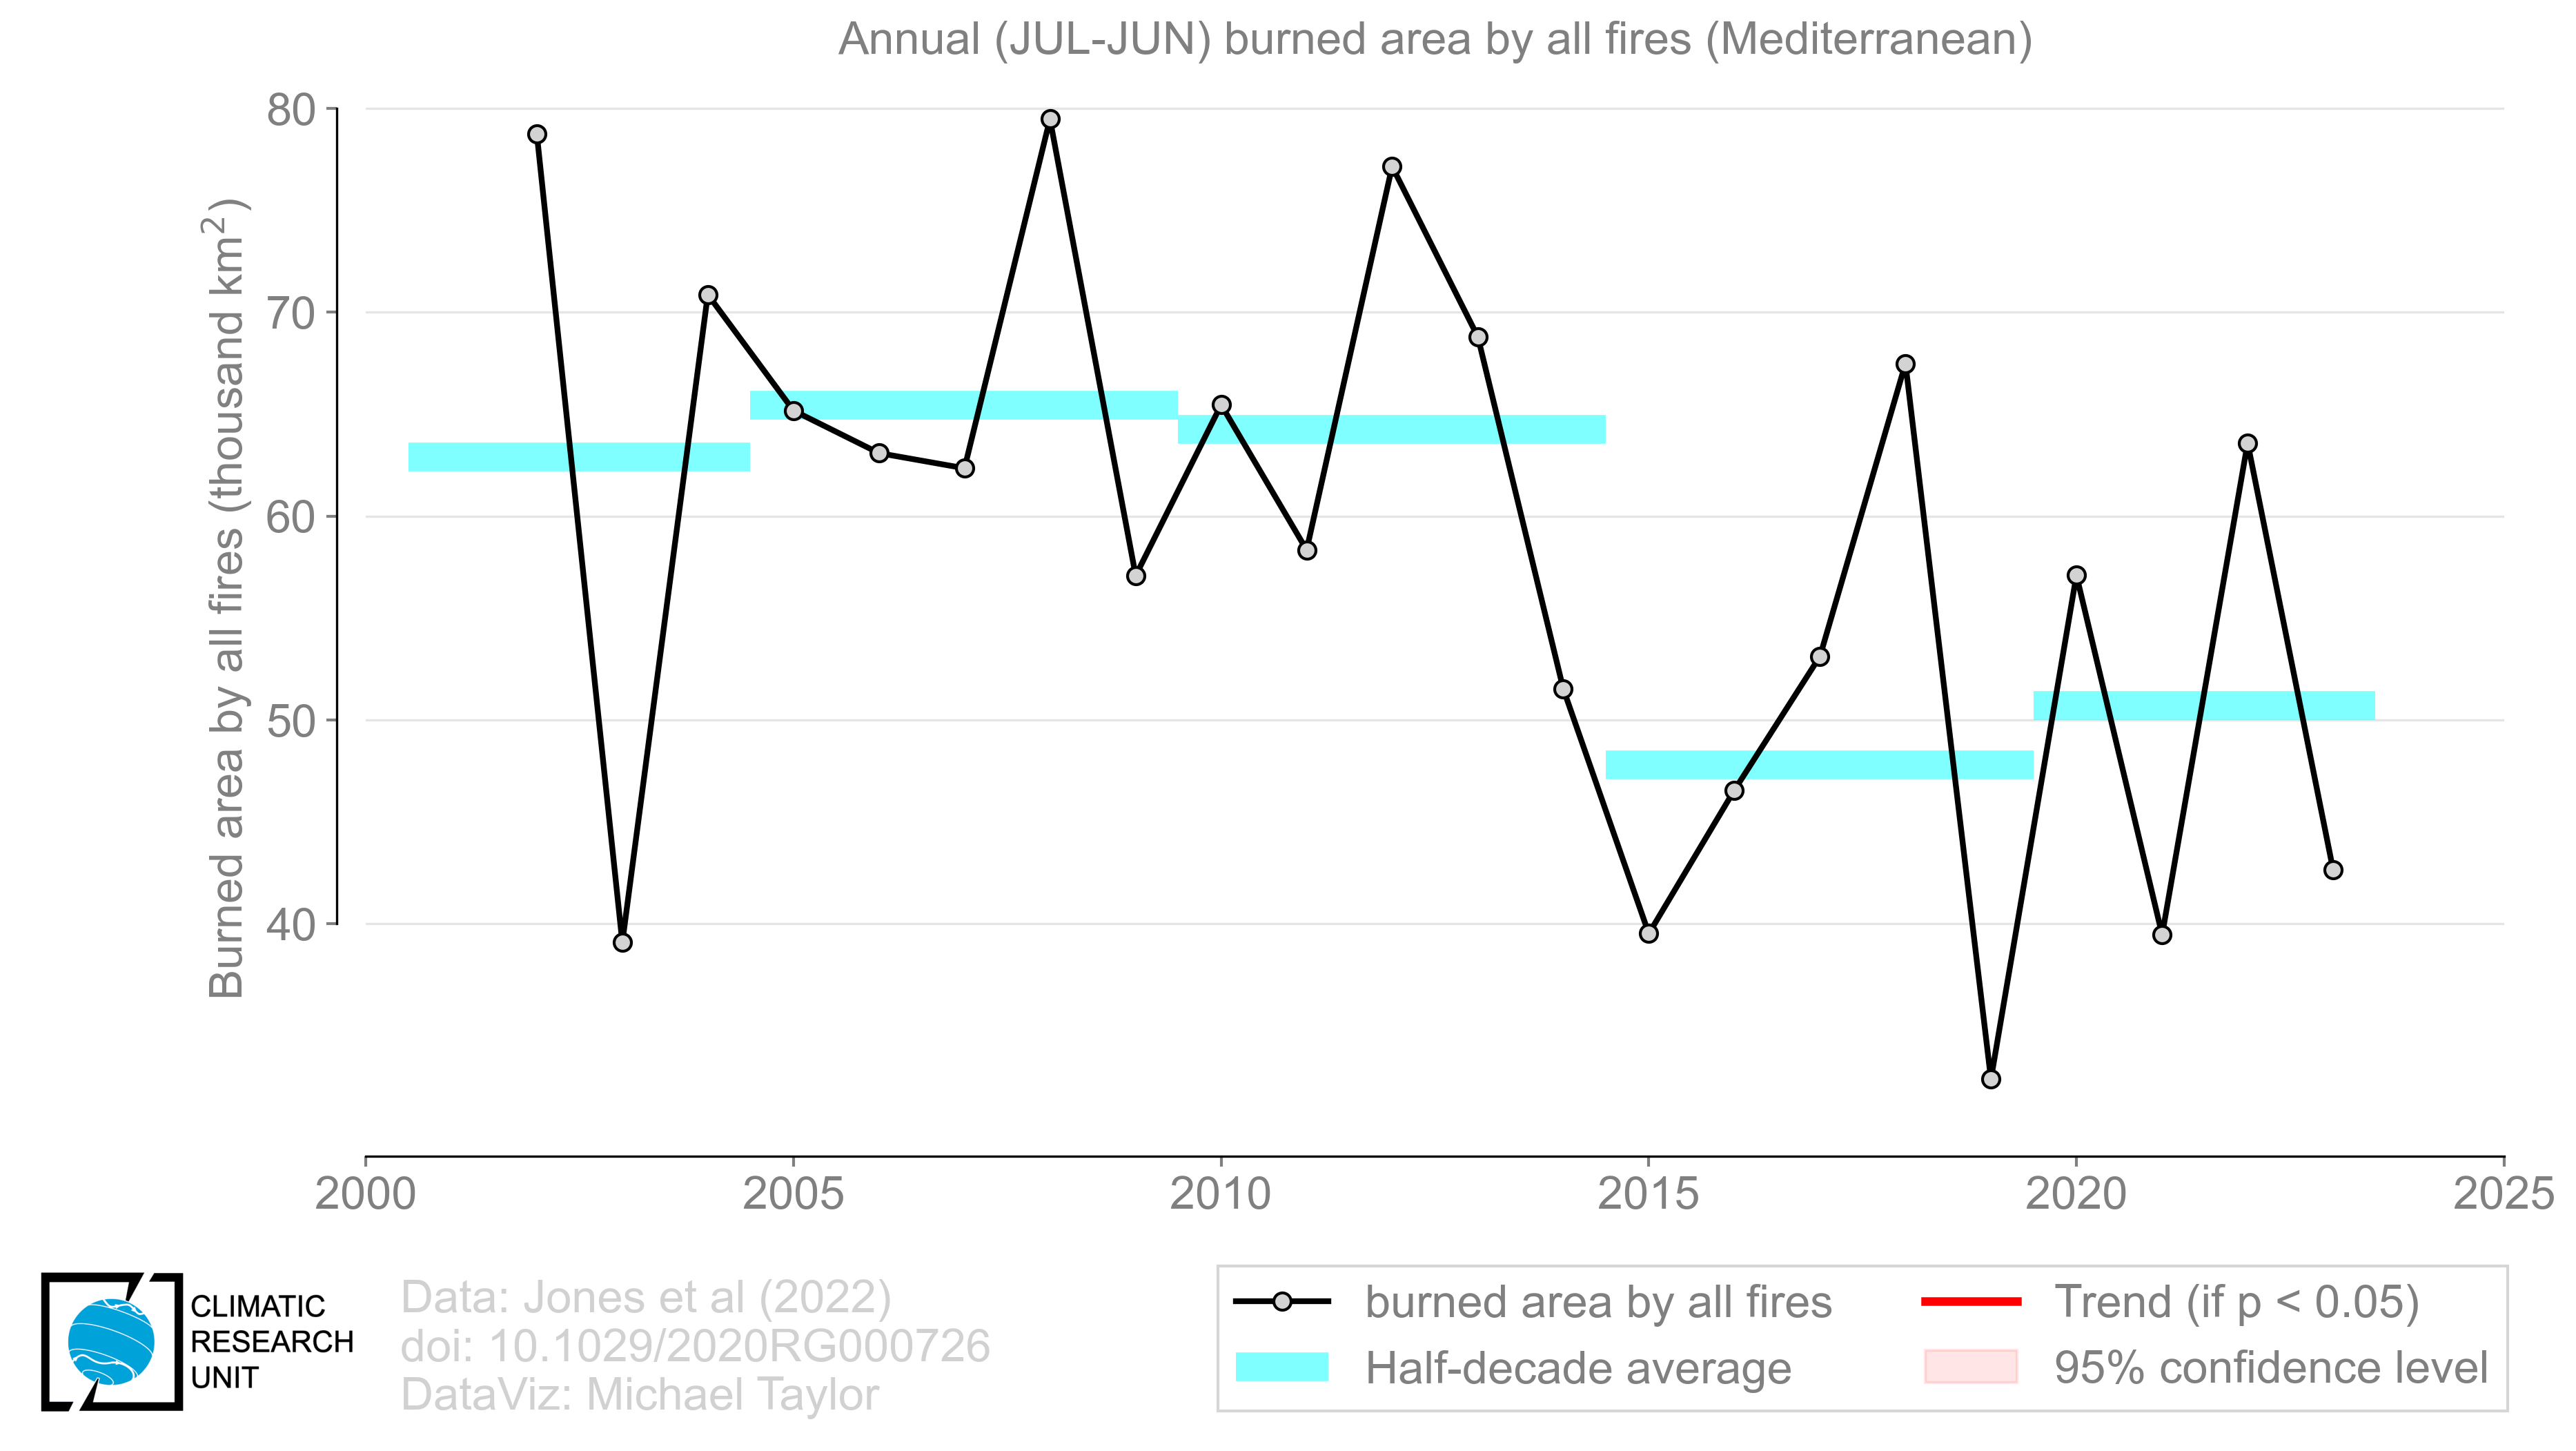 Annual (JUL-JUN) burned area by all fires (Mediterranean)
Burned area by all fires (thousand km²)
80
70
60
50
40
2000
2005
2010
2015
2020
2025
CLIMATIC
RESEARCH
UNIT
Data: Jones et al (2022)
doi: 10.1029/2020RG000726
DataViz: Michael Taylor
burned area by all fires
Half-decade average
Trend (if p < 0.05)
95% confidence level